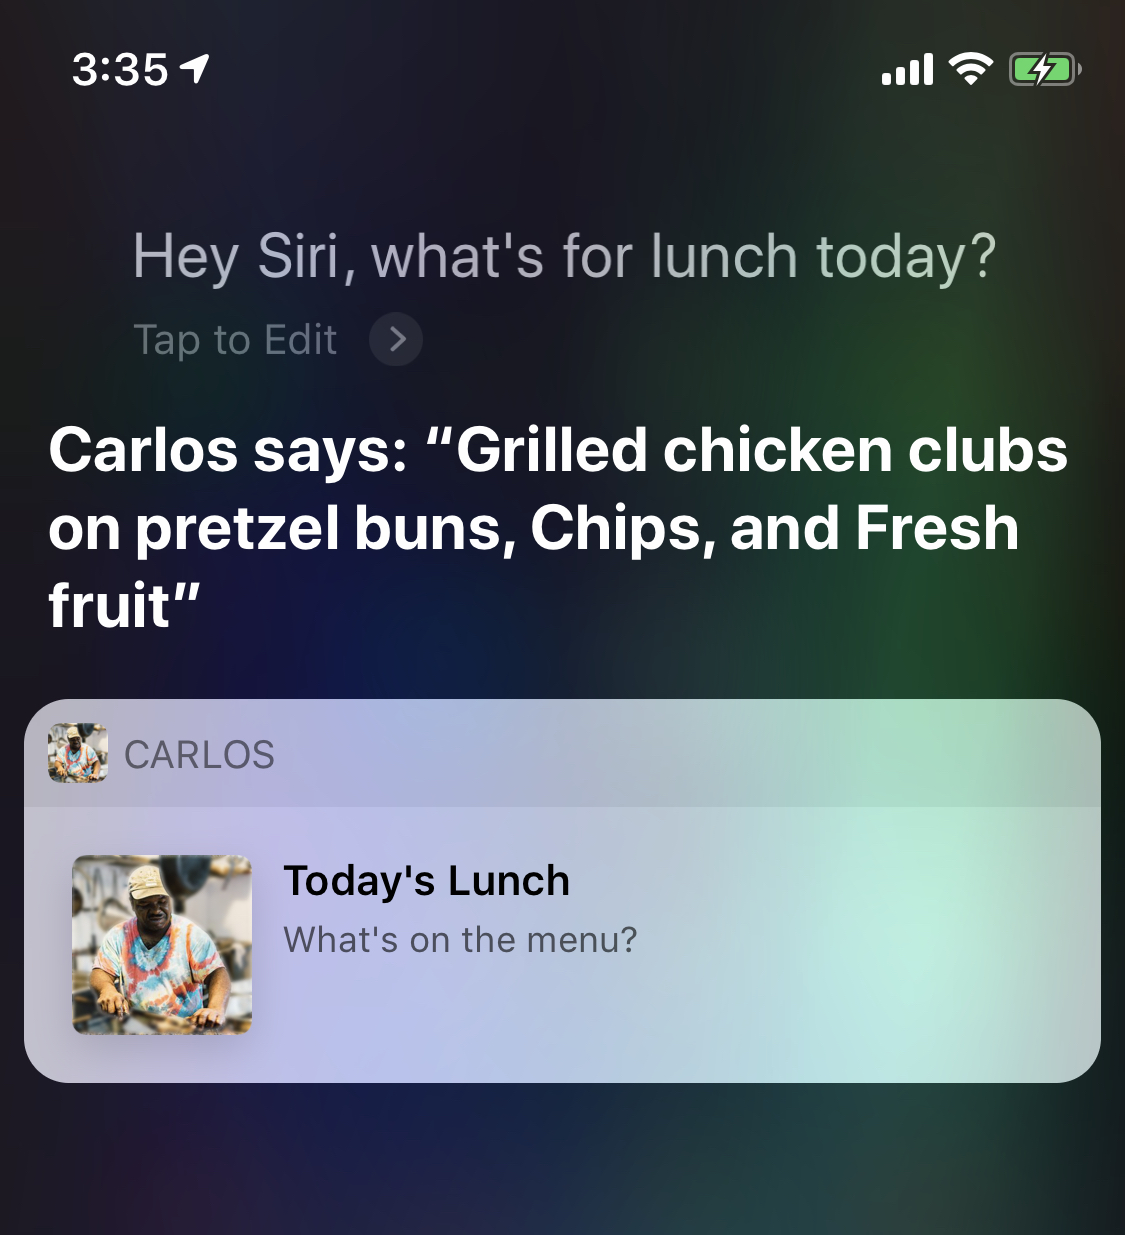 3:35
Hey Siri, what's for lunch today?
Tap to Edit
Carlos says: “Grilled chicken clubs
on pretzel buns, Chips, and Fresh
fruit”
CARLOS
Today's Lunch
What's on the menu?